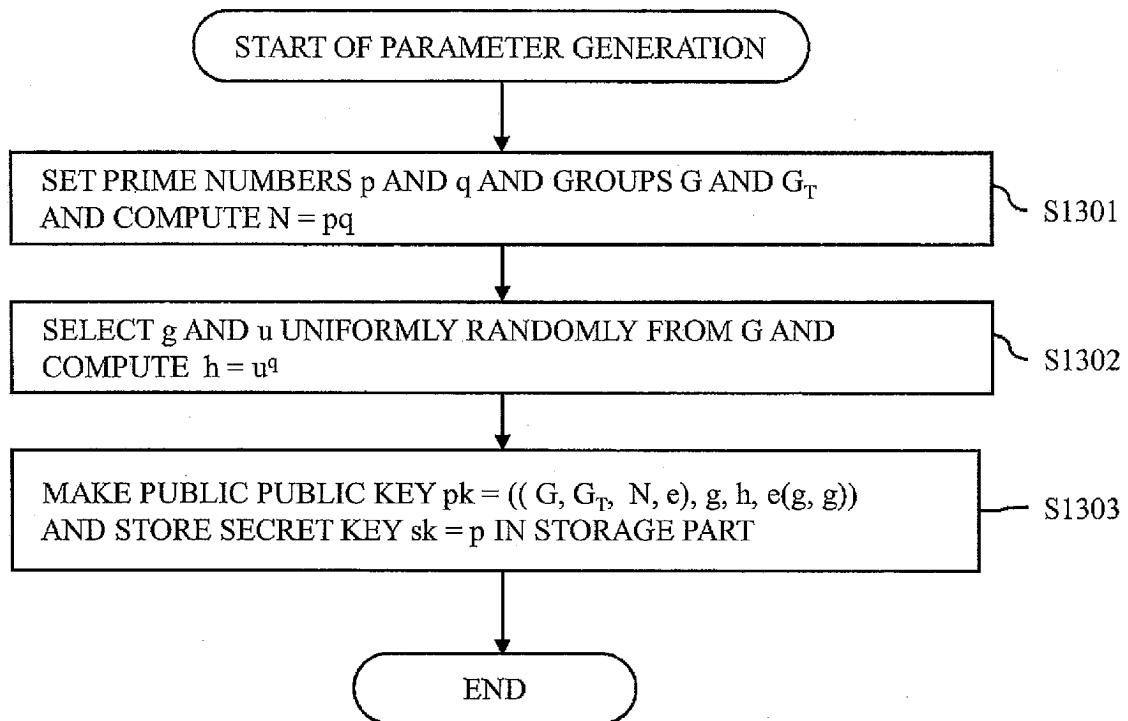 START OF PARAMETER GENERATION
SET PRIME NUMBERS p AND q AND GROUPS G AND G_T
AND COMPUTE N = pq
S1301
SELECT g AND u UNIFORMLY RANDOMLY FROM G AND
COMPUTE h = u^q
S1302
MAKE PUBLIC PUBLIC KEY pk = (( G, G_T, N, e), g, h, e(g, g))
AND STORE SECRET KEY sk = p IN STORAGE PART
S1303
END